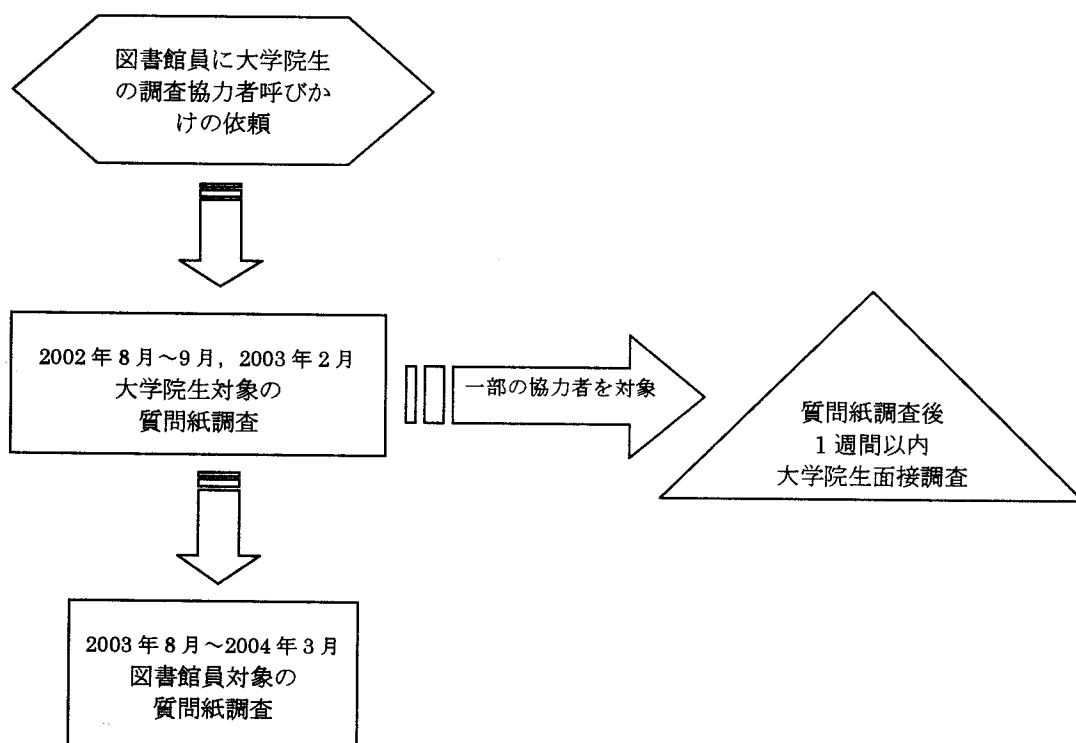 図書館員に大学院生
の調査協力者呼びか
けの依頼
2002年8月～9月，2003年2月
大学院生対象の
質問紙調査
一部の協力者を対象
質問紙調査後
1週間以内
大学院生面接調査
2003年8月～2004年3月
図書館員対象の
質問紙調査